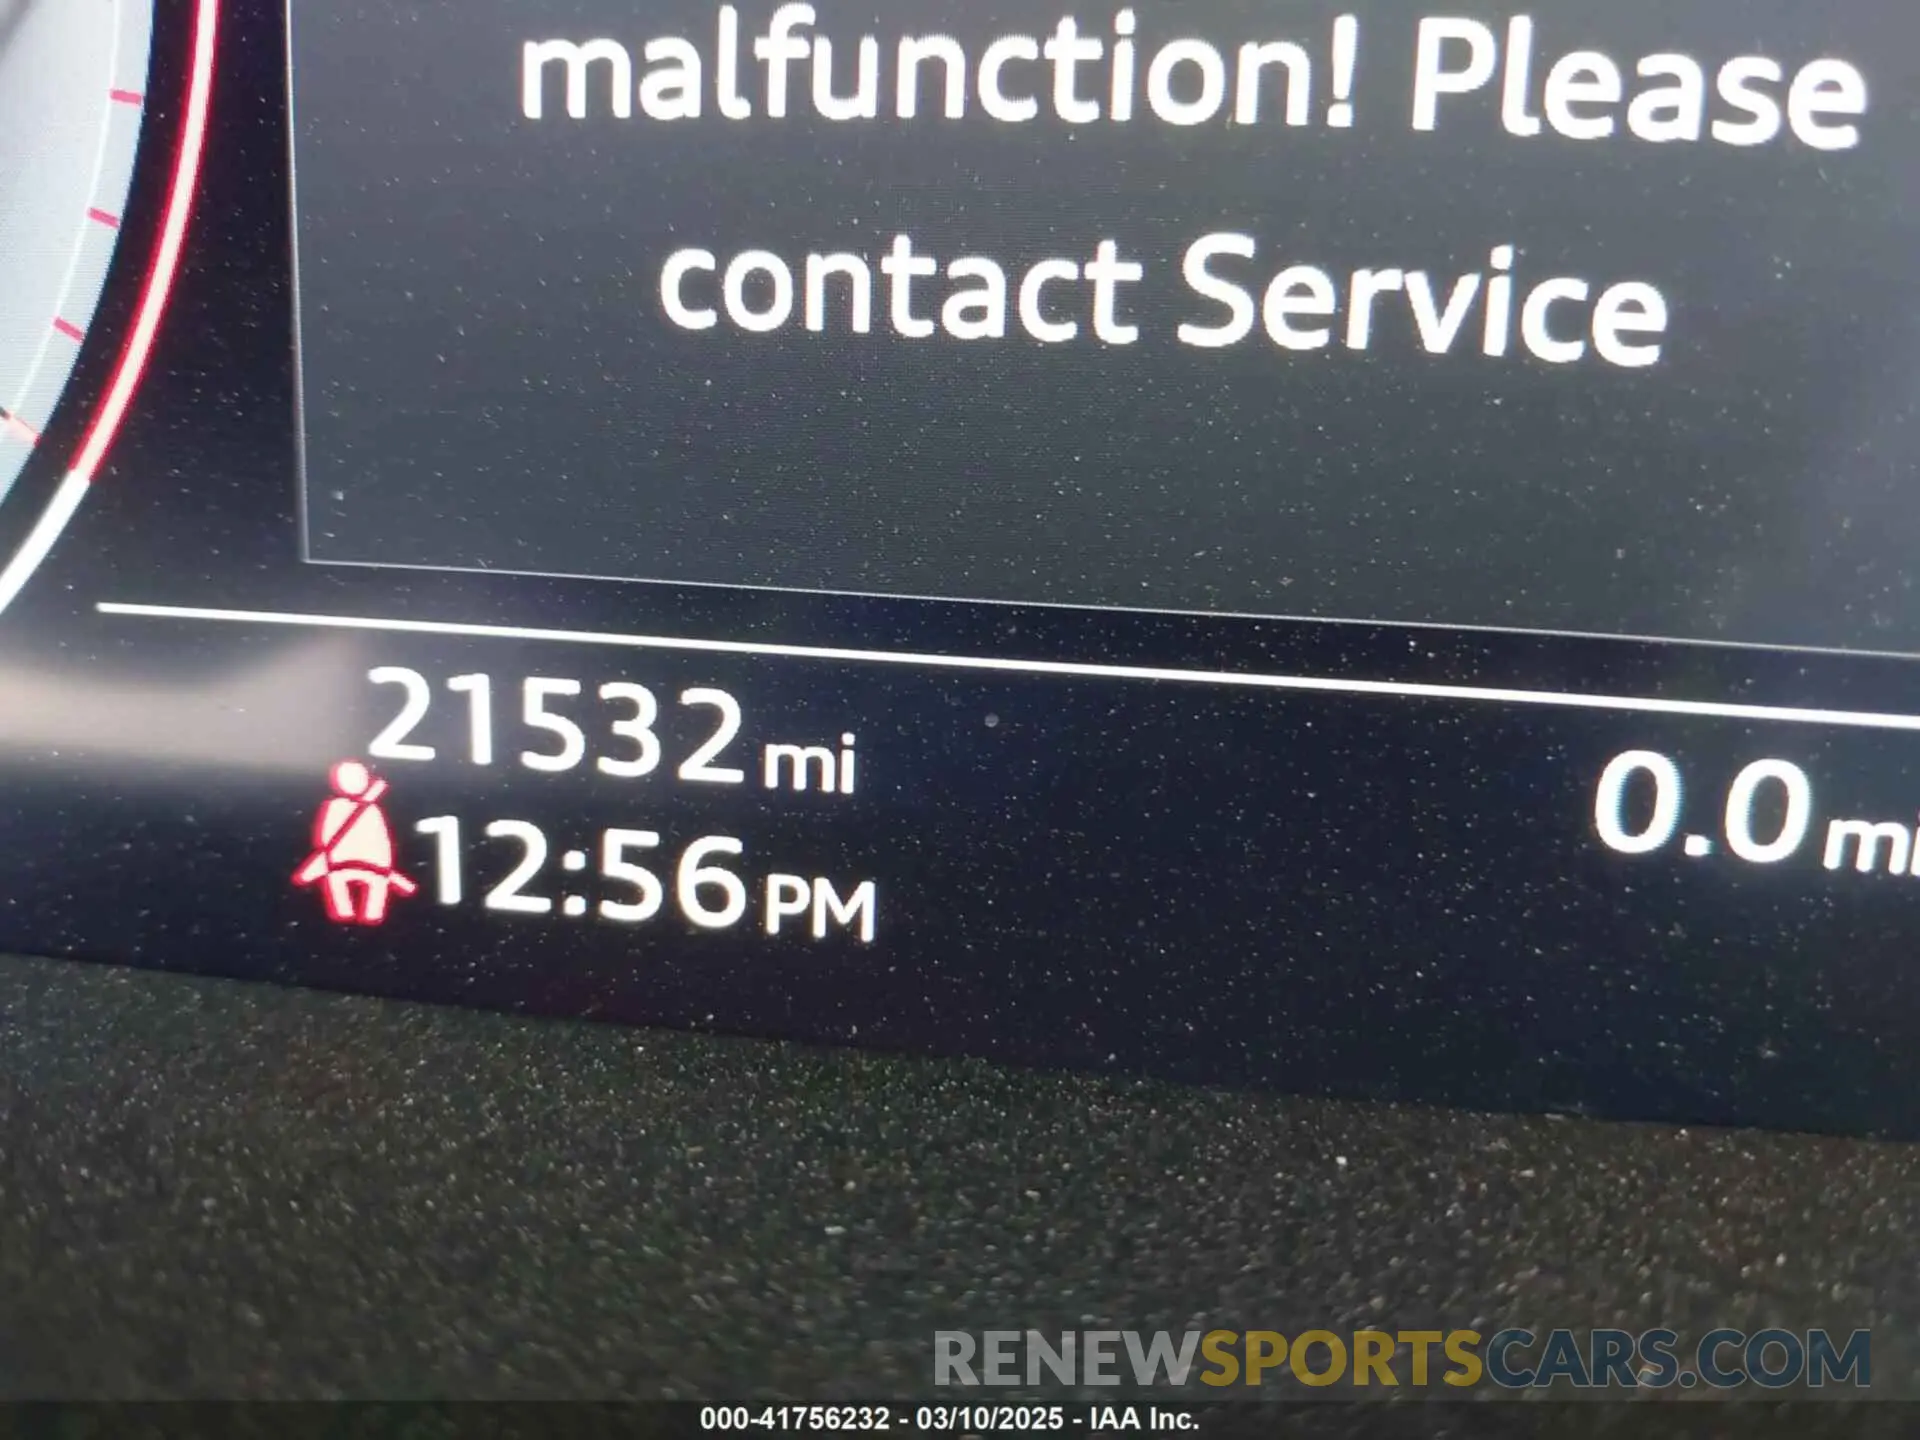 malfunction! Please
contact Service
21532 mi
0.0 mi
12:56 PM
RENEWSPORTSCARS.COM
000-41756232 - 03/10/2025 - IAA Inc.